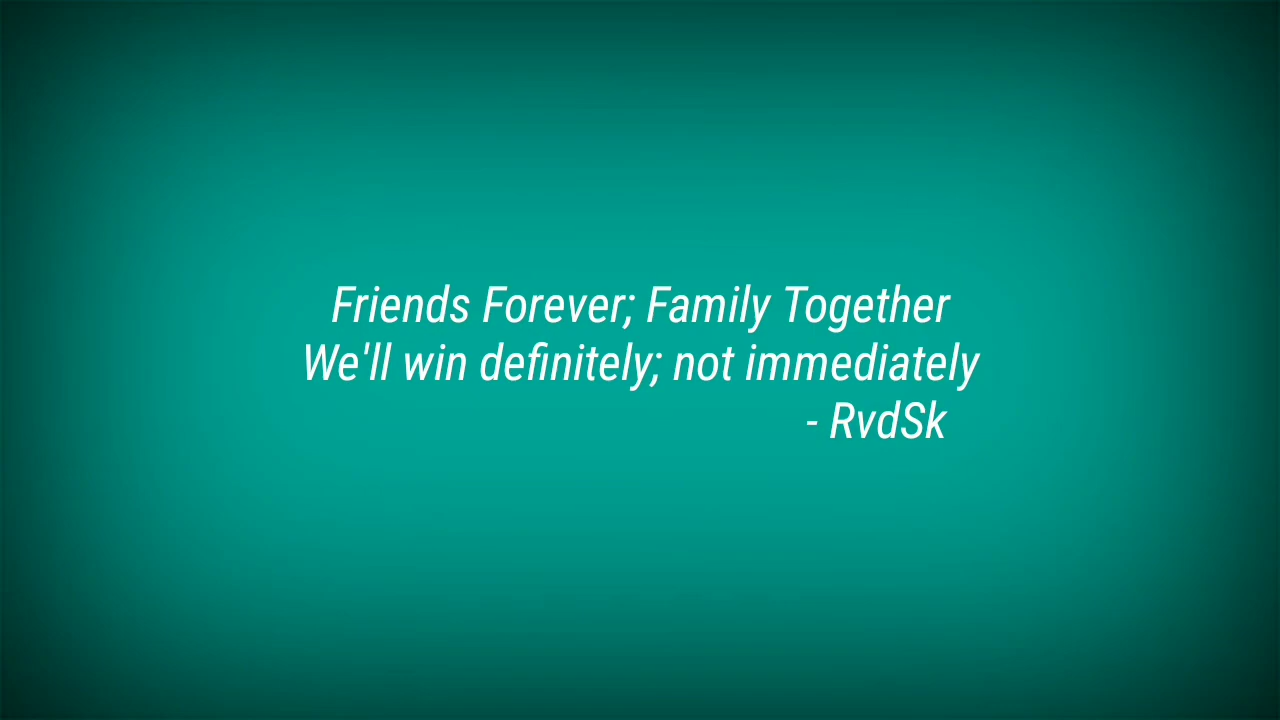 Friends Forever; Family Together
We'll win definitely; not immediately
- RvdSk